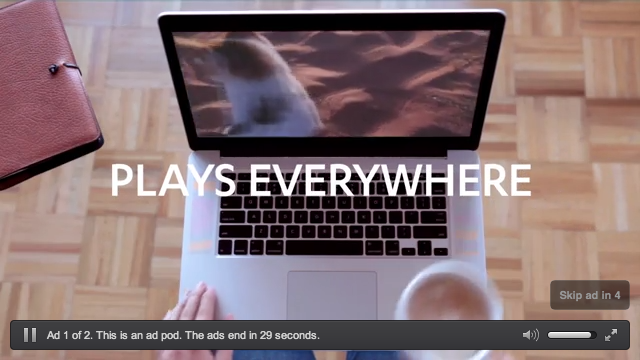 PLAYS EVERYWHERE
Skip ad in 4
Ad 1 of 2. This is an ad pod. The ads end in 29 seconds.